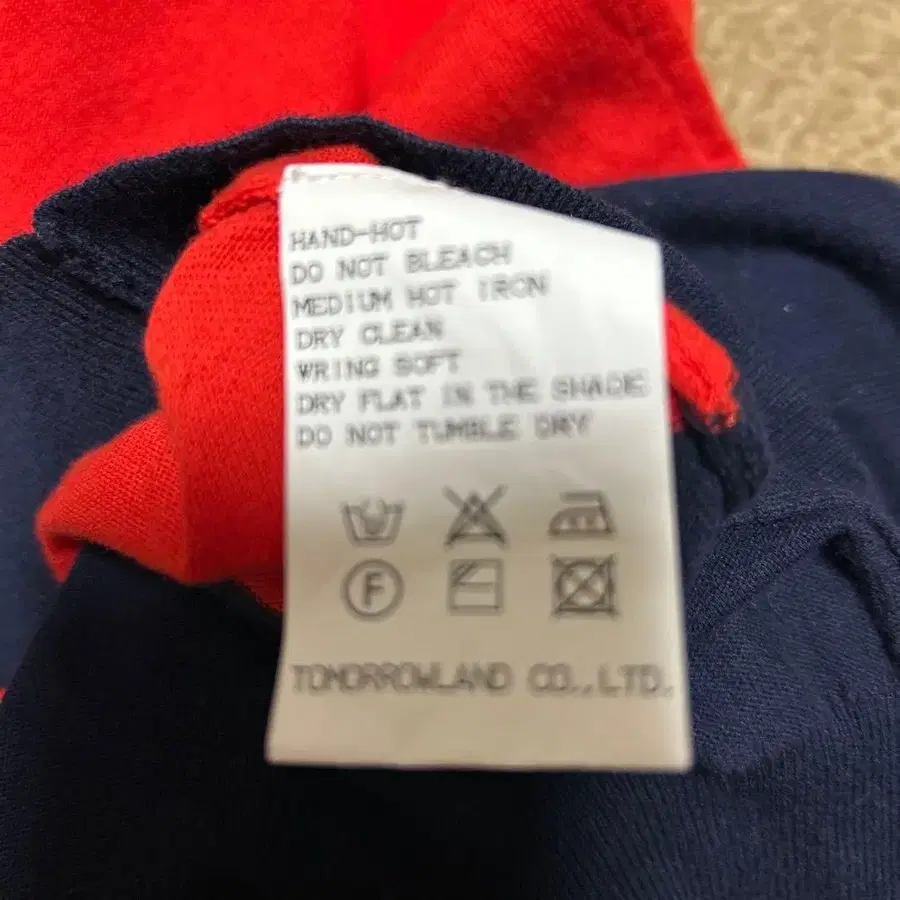 HAND-HOT
DO NOT BLEACH
MEDIUM HOT IRON
DRY CLEAN
WRING SOFT
DRY FLAT IN THE SHADE
DO NOT TUMBLE DRY
F
TOMORROWLAND CO.,LTD.